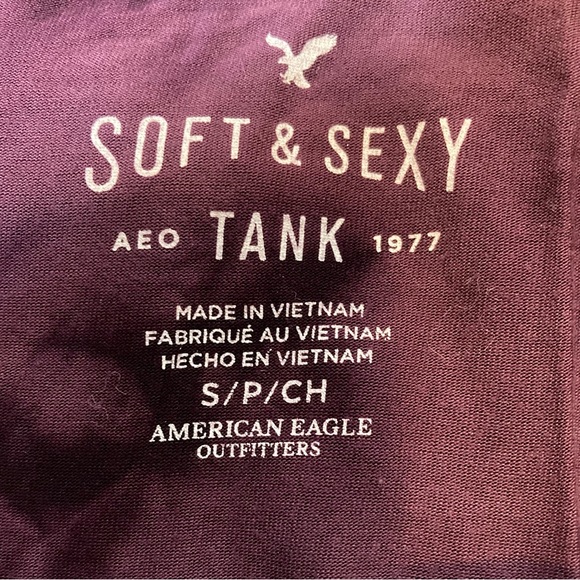 SOFT & SEXY
AEO TANK 1977
MADE IN VIETNAM
FABRIQUÉ AU VIETNAM
HECHO EN VIETNAM
S/P/CH
AMERICAN EAGLE
OUTFITTERS